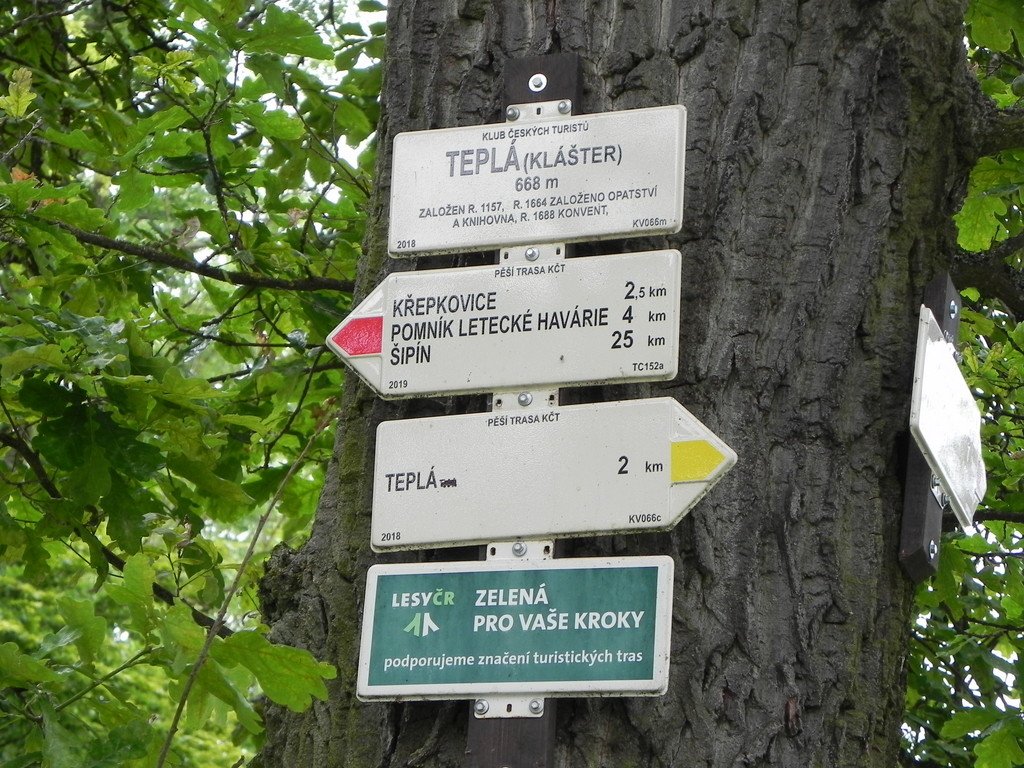 KLUB ČESKÝCH TURISTŮ
TEPLÁ (KLÁŠTER)
668 m
ZALOŽEN R. 1157, R. 1664 ZALOŽENO OPATSTVÍ
A KNIHOVNA, R. 1688 KONVENT,
2018 KV066m
PĚŠÍ TRASA KČT
KŘEPKOVICE 2,5 km
POMNÍK LETECKÉ HAVÁRIE 4 km
ŠIPÍN 25 km
2019 TC152a
PĚŠÍ TRASA KČT
TEPLÁ 2 km
2018 KV066c
LESYČR ZELENÁ
PRO VAŠE KROKY
podporujeme značení turistických tras